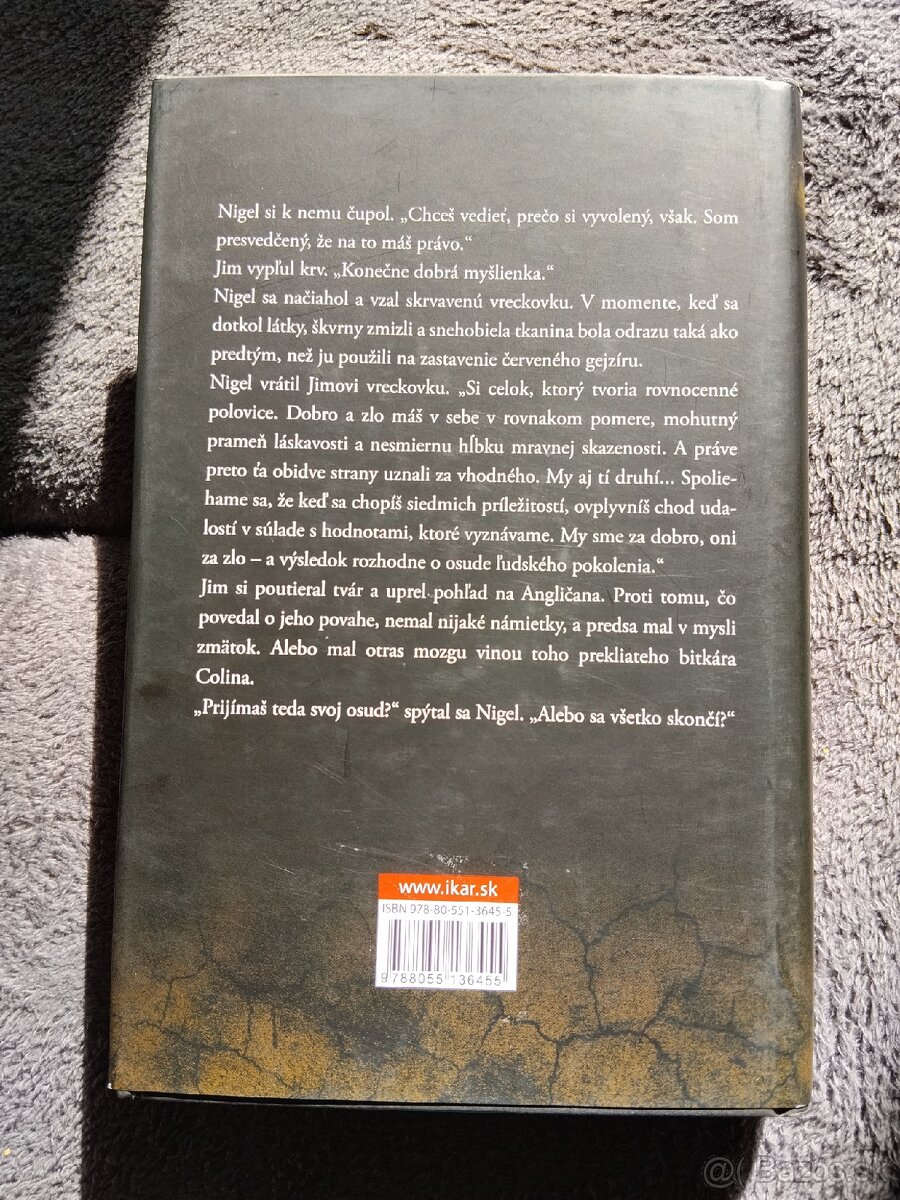 Nigel si k nemu čupol. „Chceš vedieť, prečo si vyvolený, však. Som
presvedčený, že na to máš právo.“
Jim vypľul krv. „Konečne dobrá myšlienka.“
Nigel sa načiahol a vzal skrvavenú vreckovku. V momente, keď sa
dotkol látky, škvrny zmizli a snehobiela tkanina bola odrazu taká ako
predtým, než ju použili na zastavenie červeného gejzíru.
Nigel vrátil Jimovi vreckovku. „Si celok, ktorý tvoria rovnocenné
polovice. Dobro a zlo máš v sebe v rovnakom pomere, mohutný
prameň láskavosti a nesmiernu hĺbku mravnej skazenosti. A práve
preto ťa obidve strany uznali za vhodného. My aj tí druhí... Spolie-
hame sa, že keď sa chopíš siedmich príležitostí, ovplyvníš chod uda-
lostí v súlade s hodnotami, ktoré vyznávame. My sme za dobro, oni
za zlo – a výsledok rozhodne o osude ľudského pokolenia.“
Jim si poutieral tvár a uprel pohľad na Angličana. Proti tomu, čo
povedal o jeho povahe, nemal nijaké námietky, a predsa mal v mysli
zmätok. Alebo mal otras mozgu vinou toho prekliateho bitkára
Colina.
„Prijímaš teda svoj osud?“ spýtal sa Nigel. „Alebo sa všetko skončí?“
www.ikar.sk
ISBN 978-80-551-3645-5
9 788055 136455
@ Bazos.sk